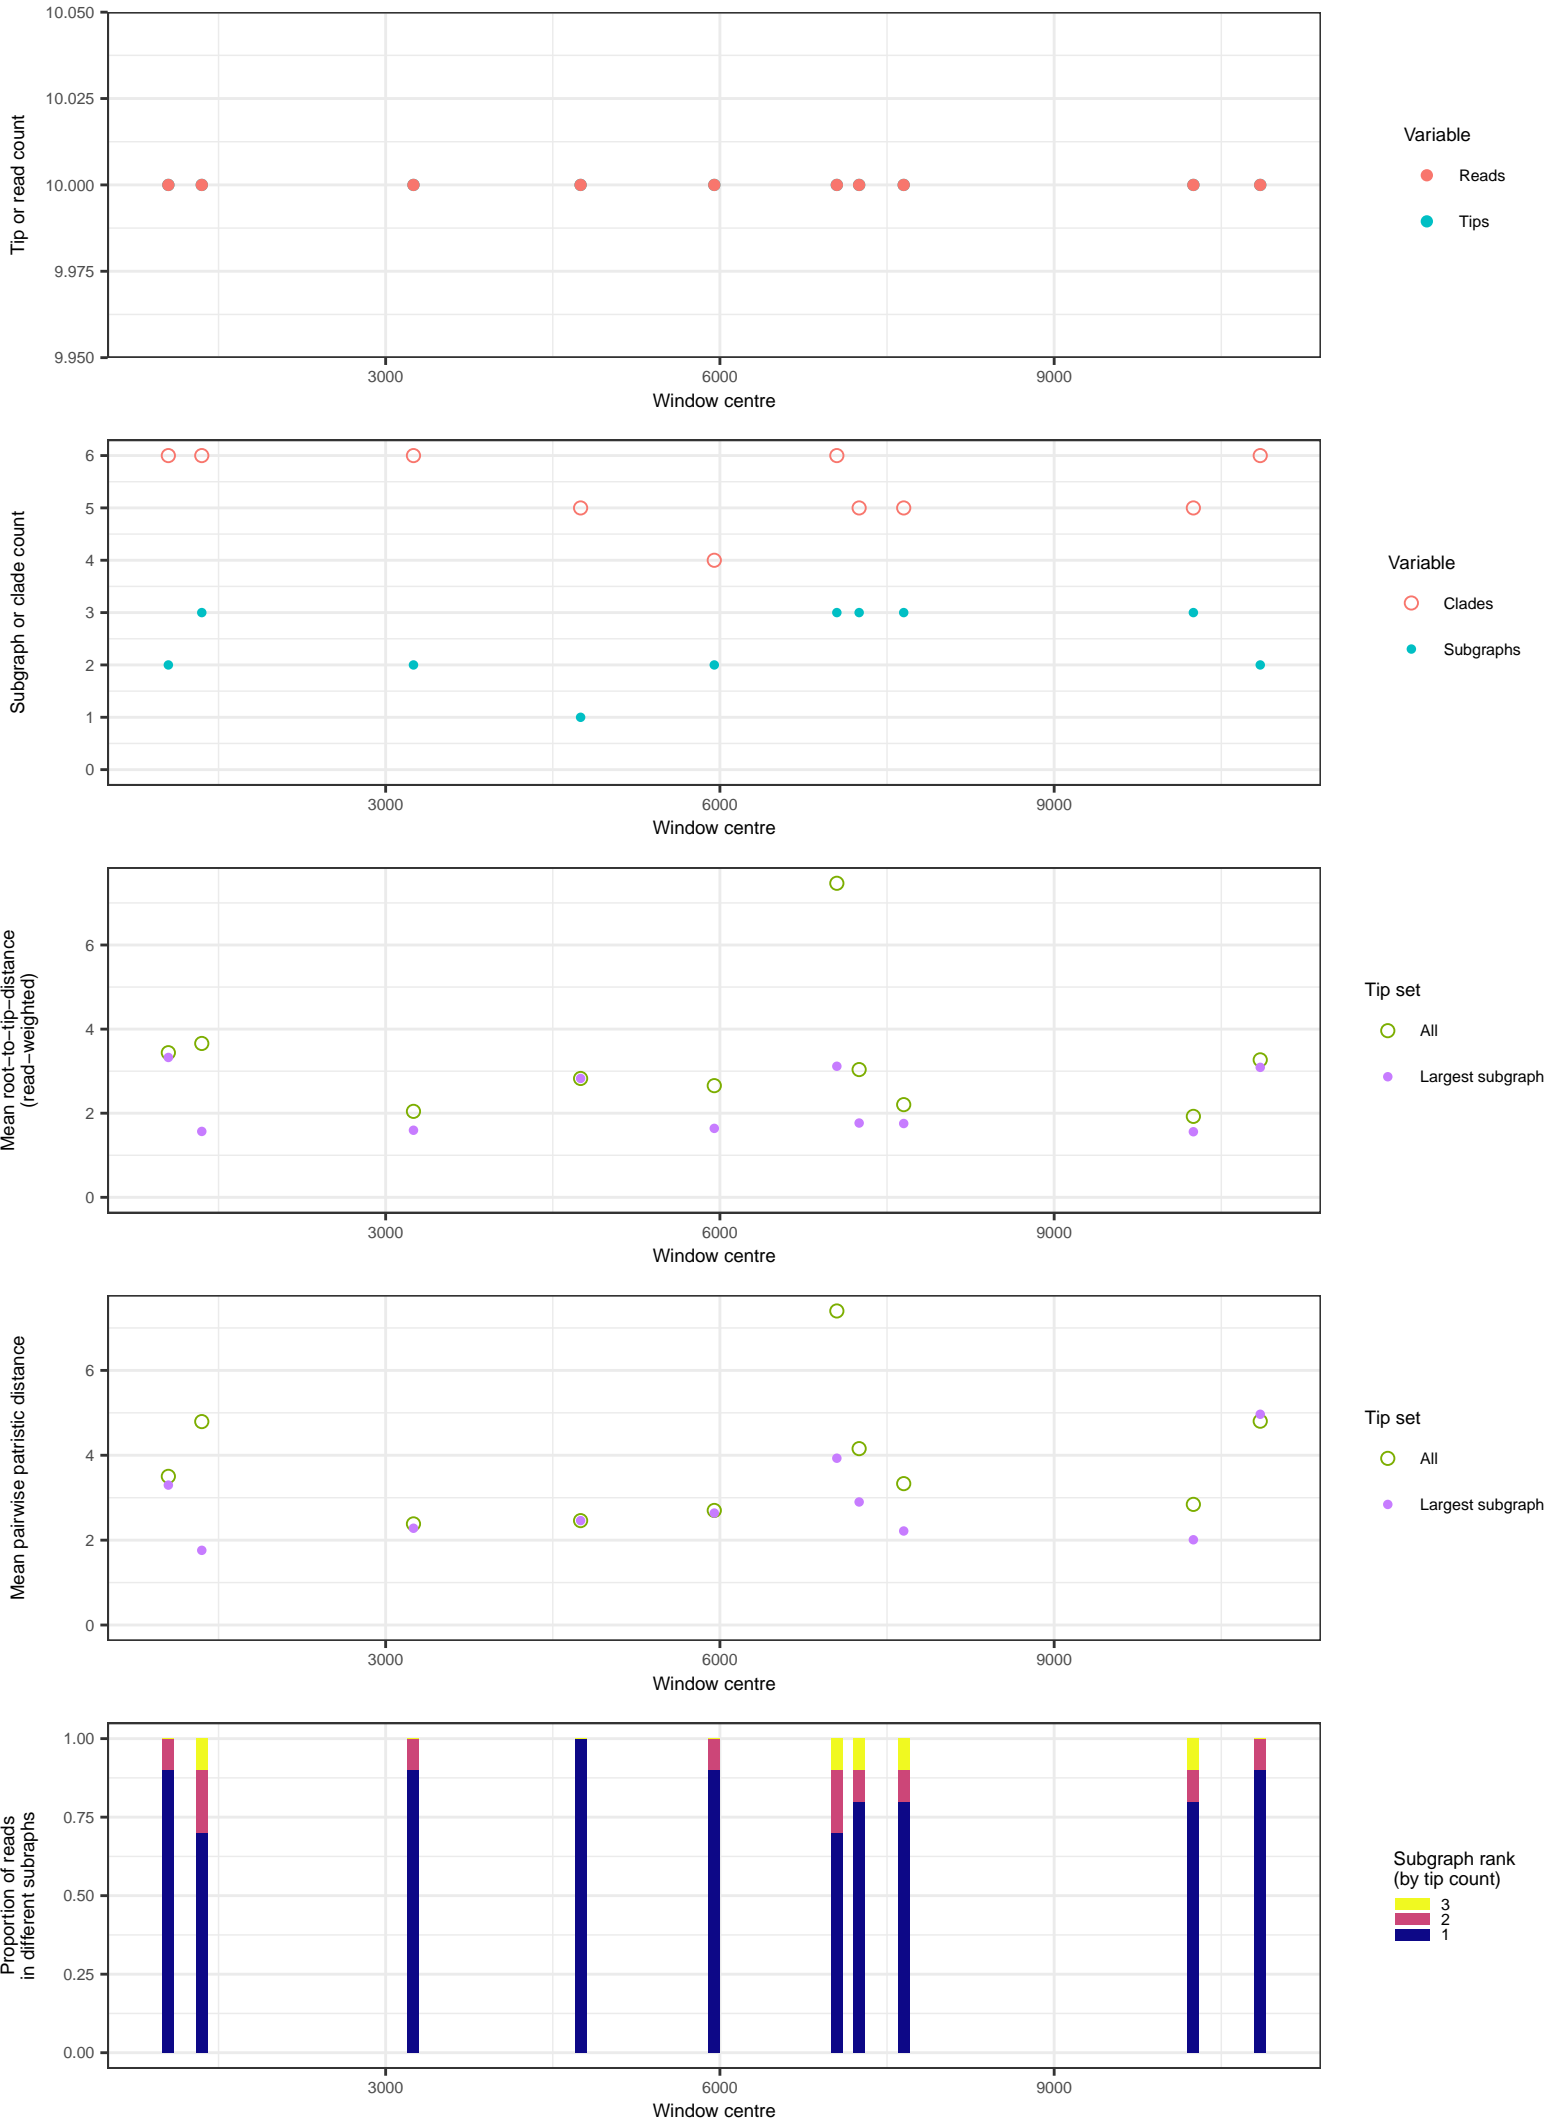 10.050
10.025
10.000
9.975
9.950
Tip or read count
3000
6000
9000
Window centre
Variable
Reads
Tips
6
5
4
3
2
1
0
Subgraph or clade count
3000
6000
9000
Window centre
Variable
Clades
Subgraphs
6
4
2
0
Mean root−to−tip−distance
(read−weighted)
3000
6000
9000
Window centre
Tip set
All
Largest subgraph
6
4
2
0
Mean pairwise patristic distance
3000
6000
9000
Window centre
Tip set
All
Largest subgraph
1.00
0.75
0.50
0.25
0.00
Proportion of reads
in different subraphs
3000
6000
9000
Window centre
Subgraph rank
(by tip count)
3
2
1